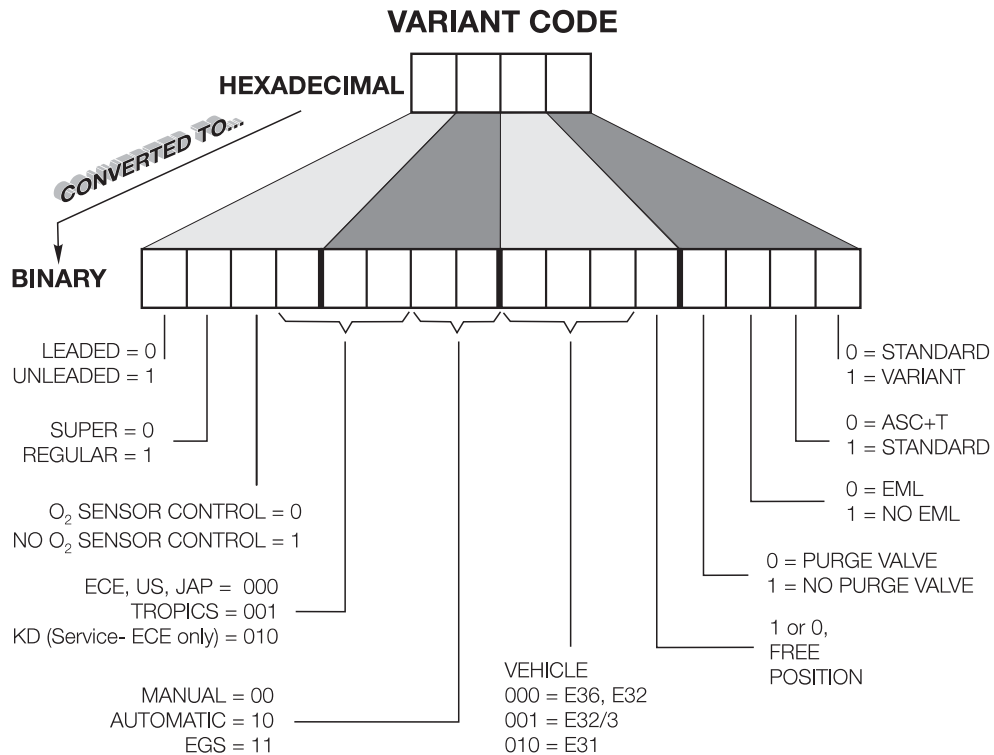 VARIANT CODE
HEXADECIMAL
CONVERTED TO...
BINARY
LEADED = 0
UNLEADED = 1
SUPER = 0
REGULAR = 1
O₂ SENSOR CONTROL = 0
NO O₂ SENSOR CONTROL = 1
ECE, US, JAP = 000
TROPICS = 001
KD (Service- ECE only) = 010
MANUAL = 00
AUTOMATIC = 10
EGS = 11
VEHICLE
000 = E36, E32
001 = E32/3
010 = E31
1 or 0,
FREE
POSITION
0 = PURGE VALVE
1 = NO PURGE VALVE
0 = EML
1 = NO EML
0 = ASC+T
1 = STANDARD
0 = STANDARD
1 = VARIANT